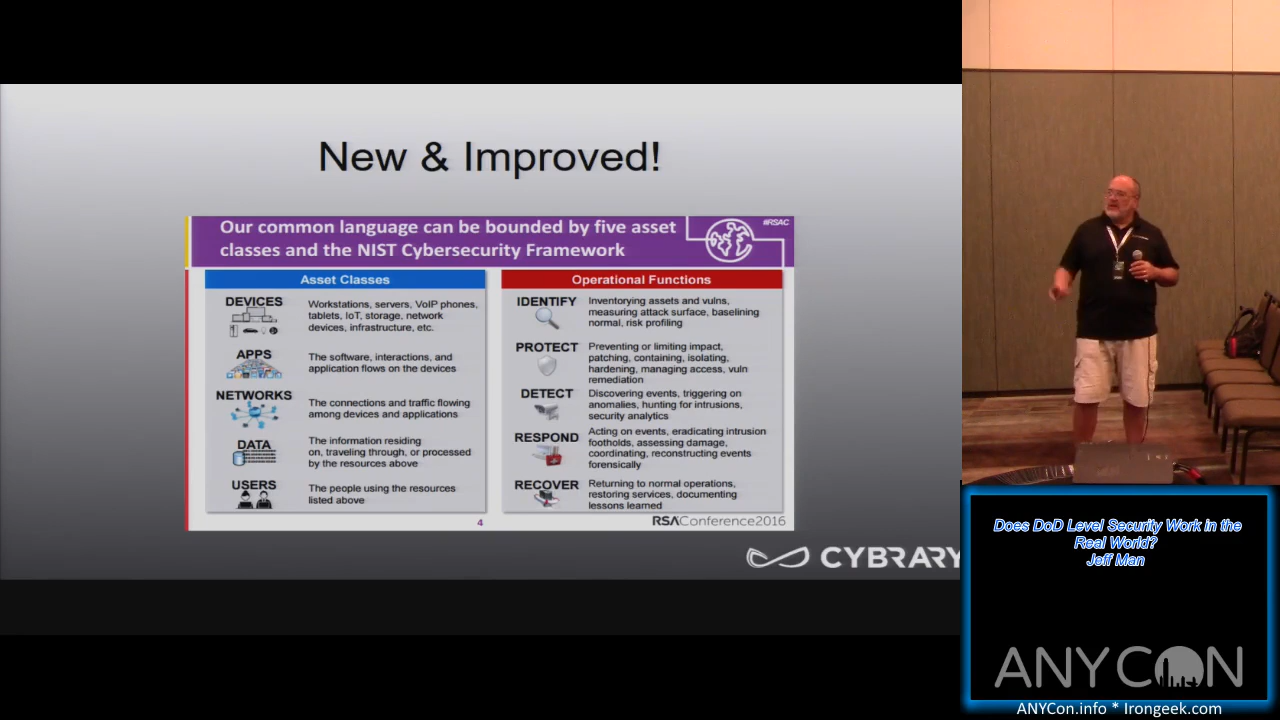 New & Improved!
Our common language can be bounded by five asset
classes and the NIST Cybersecurity Framework
#RSAC
Asset Classes
DEVICES
Workstations, servers, VoIP phones,
tablets, IoT, storage, network
devices, infrastructure, etc.
APPS
The software, interactions, and
application flows on the devices
NETWORKS
The connections and traffic flowing
among devices and applications
DATA
The information residing
on, traveling through, or processed
by the resources above
USERS
The people using the resources
listed above
Operational Functions
IDENTIFY
Inventorying assets and vulns,
measuring attack surface, baselining
normal, risk profiling
PROTECT
Preventing or limiting impact,
patching, containing, isolating,
hardening, managing access, vuln
remediation
DETECT
Discovering events, triggering on
anomalies, hunting for intrusions,
security analytics
RESPOND
Acting on events, eradicating intrusion
footholds, assessing damage,
coordinating, reconstructing events
forensically
RECOVER
Returning to normal operations,
restoring services, documenting
lessons learned
4
RSAConference2016
CYBRARY
Does DoD Level Security Work in the
Real World?
Jeff Man
ANYCON
ANYCon.info * Irongeek.com